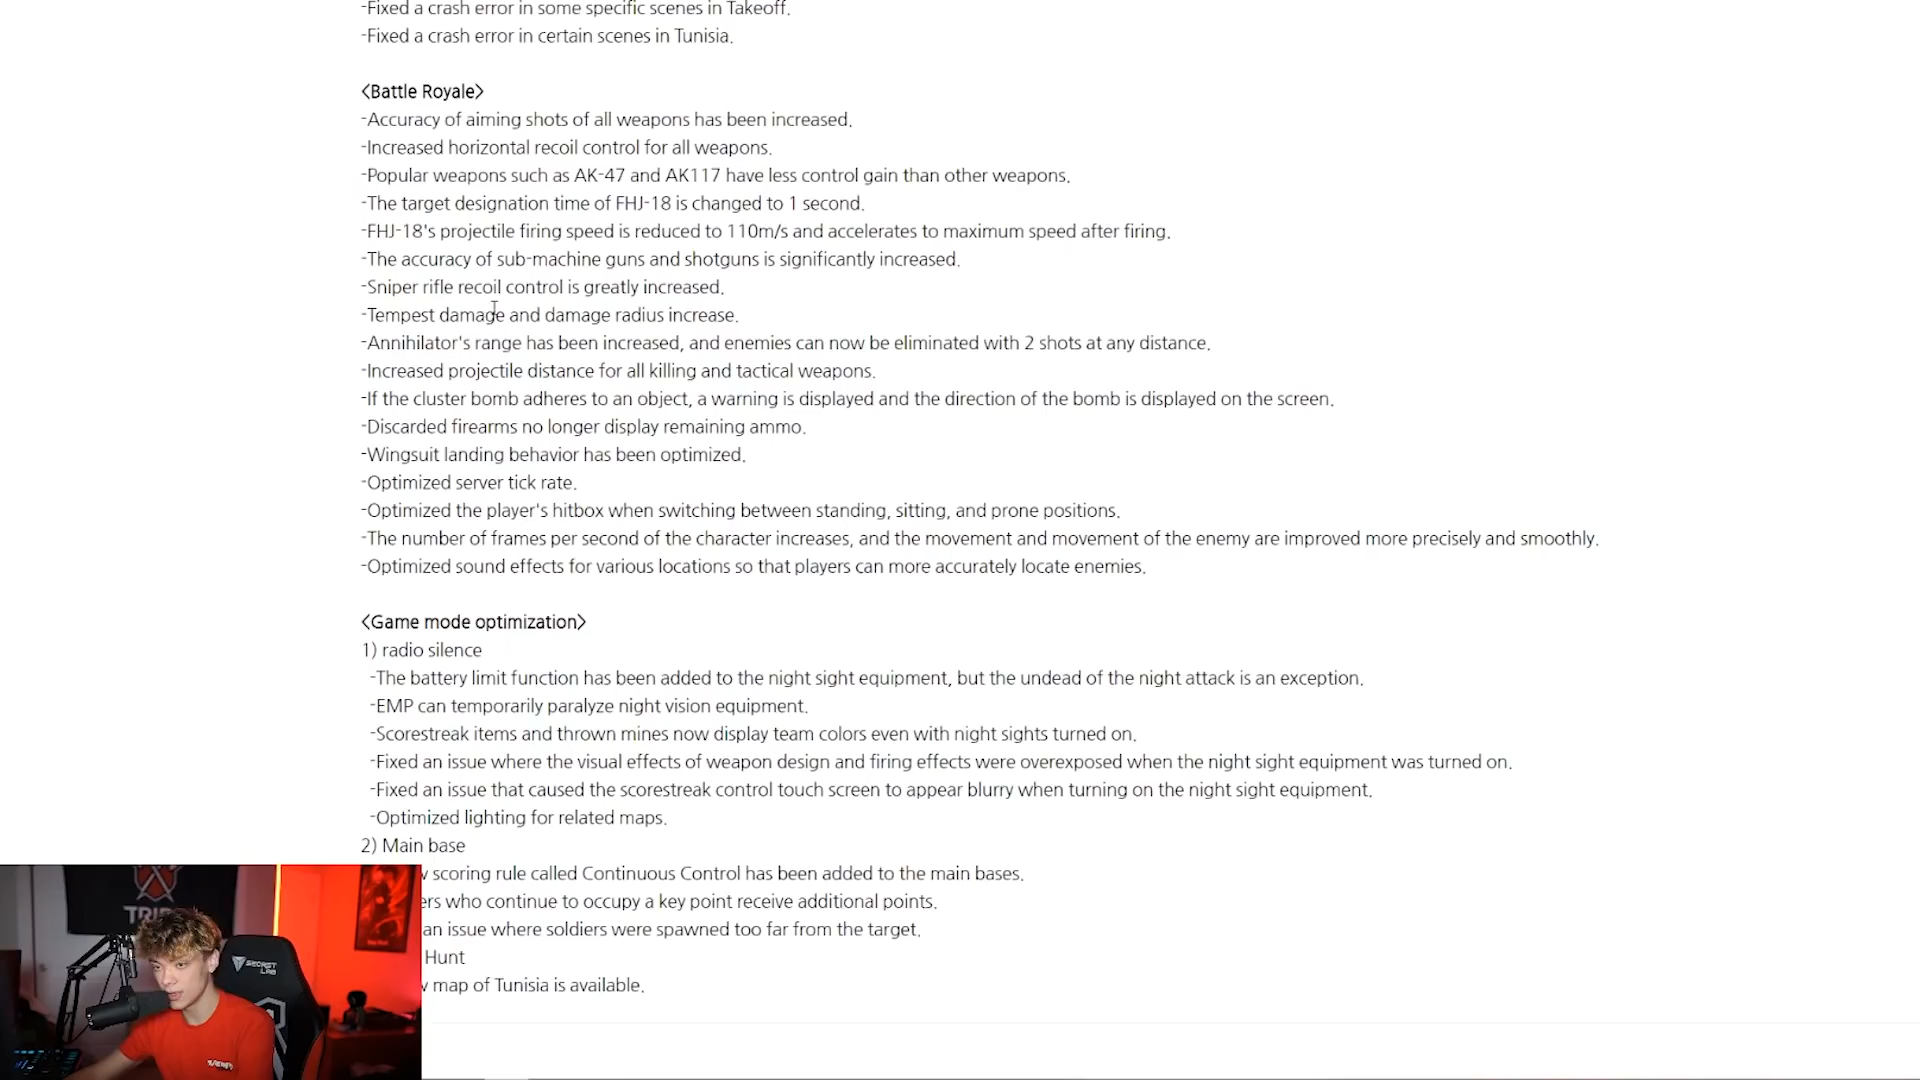 -Fixed a crash error in some specific scenes in Takeoff.
-Fixed a crash error in certain scenes in Tunisia.
<Battle Royale>
-Accuracy of aiming shots of all weapons has been increased.
-Increased horizontal recoil control for all weapons.
-Popular weapons such as AK-47 and AK117 have less control gain than other weapons.
-The target designation time of FHJ-18 is changed to 1 second.
-FHJ-18's projectile firing speed is reduced to 110m/s and accelerates to maximum speed after firing.
-The accuracy of sub-machine guns and shotguns is significantly increased.
-Sniper rifle recoil control is greatly increased.
-Tempest damage and damage radius increase.
-Annihilator's range has been increased, and enemies can now be eliminated with 2 shots at any distance.
-Increased projectile distance for all killing and tactical weapons.
-If the cluster bomb adheres to an object, a warning is displayed and the direction of the bomb is displayed on the screen.
-Discarded firearms no longer display remaining ammo.
-Wingsuit landing behavior has been optimized.
-Optimized server tick rate.
-Optimized the player's hitbox when switching between standing, sitting, and prone positions.
-The number of frames per second of the character increases, and the movement and movement of the enemy are improved more precisely and smoothly.
-Optimized sound effects for various locations so that players can more accurately locate enemies.
<Game mode optimization>
1) radio silence
-The battery limit function has been added to the night sight equipment, but the undead of the night attack is an exception.
-EMP can temporarily paralyze night vision equipment.
-Scorestreak items and thrown mines now display team colors even with night sights turned on.
-Fixed an issue where the visual effects of weapon design and firing effects were overexposed when the night sight equipment was turned on.
-Fixed an issue that caused the scorestreak control touch screen to appear blurry when turning on the night sight equipment.
-Optimized lighting for related maps.
2) Main base
scoring rule called Continuous Control has been added to the main bases.
ers who continue to occupy a key point receive additional points.
an issue where soldiers were spawned too far from the target.
Hunt
map of Tunisia is available.
SECRET
LAB